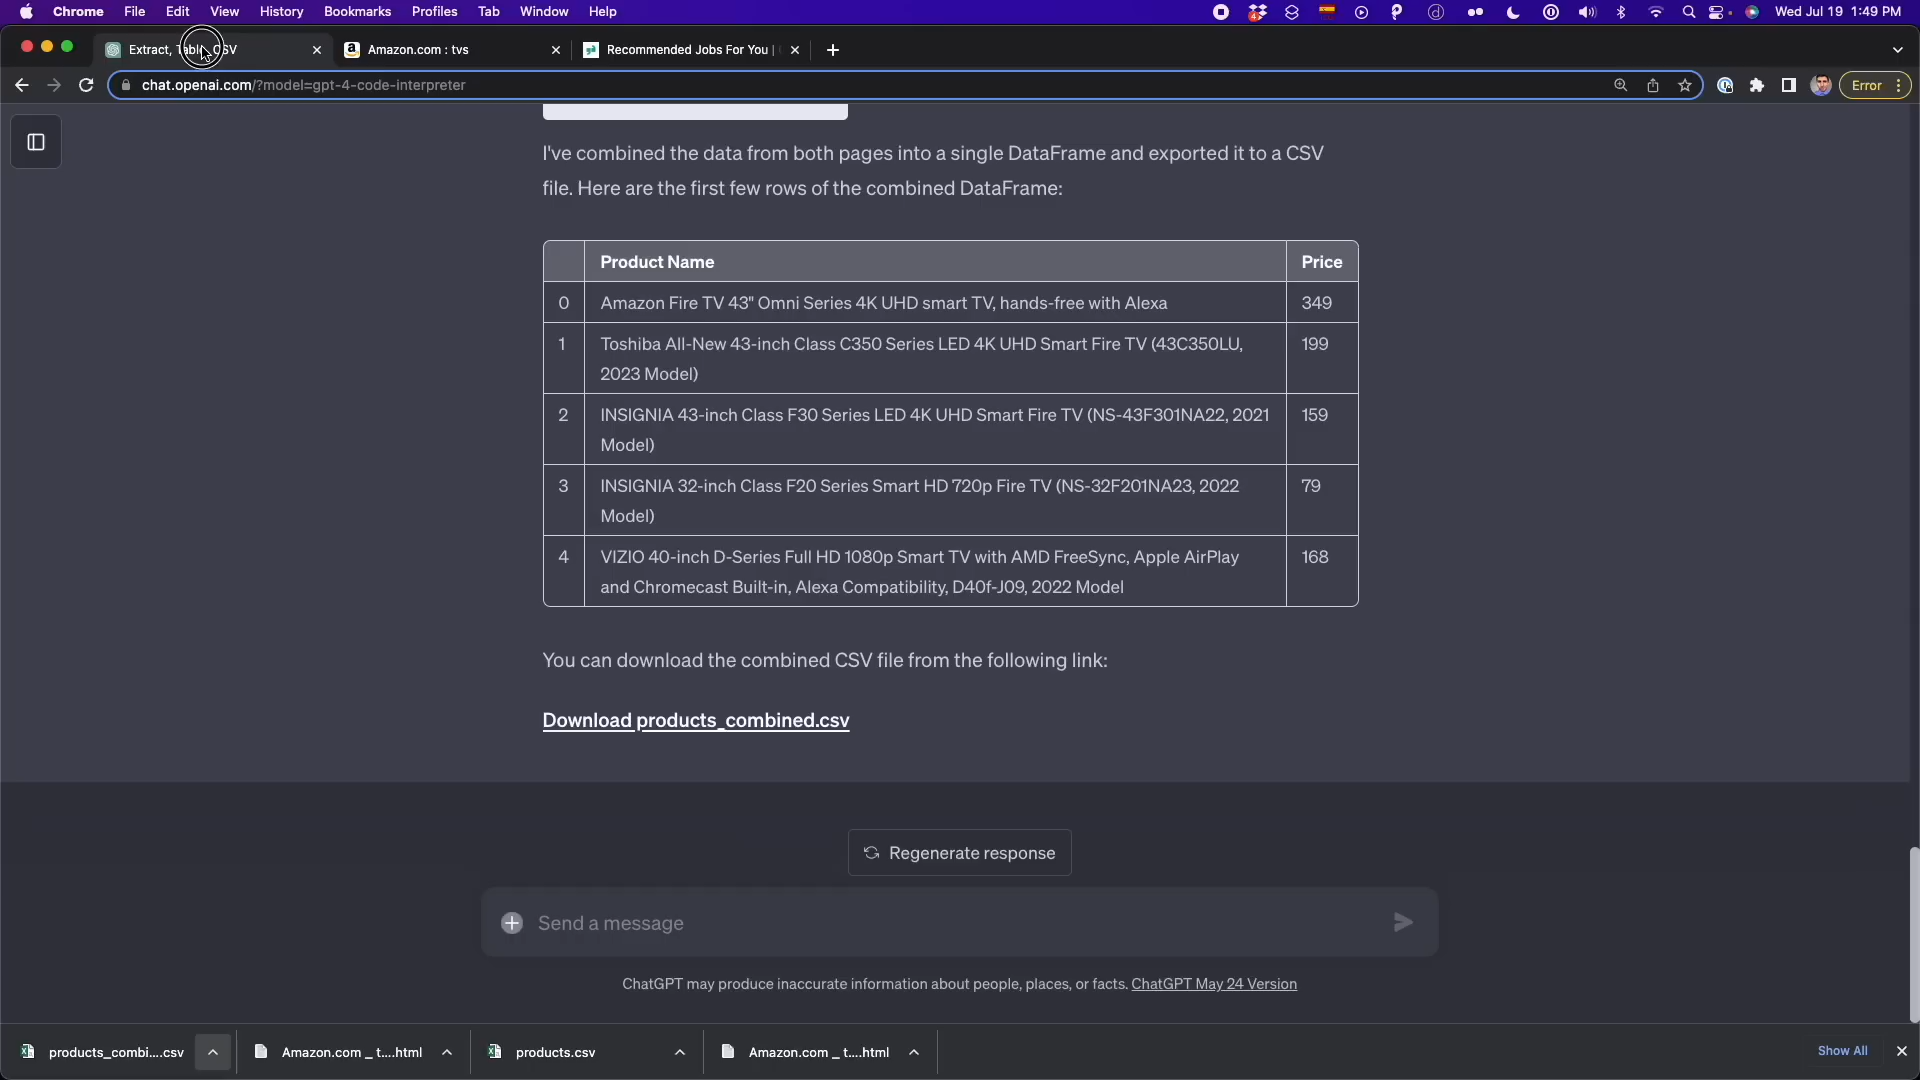 Chrome File Edit View History Bookmarks Profiles Tab Window Help Wed Jul 19 1:49 PM
Extract, Table CSV Amazon.com : tvs Recommended Jobs For You |
chat.openai.com/?model=gpt-4-code-interpreter Error
I've combined the data from both pages into a single DataFrame and exported it to a CSV
file. Here are the first few rows of the combined DataFrame:
Product Name Price
0 Amazon Fire TV 43" Omni Series 4K UHD smart TV, hands-free with Alexa 349
1 Toshiba All-New 43-inch Class C350 Series LED 4K UHD Smart Fire TV (43C350LU, 199
2023 Model)
2 INSIGNIA 43-inch Class F30 Series LED 4K UHD Smart Fire TV (NS-43F301NA22, 2021 159
Model)
3 INSIGNIA 32-inch Class F20 Series Smart HD 720p Fire TV (NS-32F201NA23, 2022 79
Model)
4 VIZIO 40-inch D-Series Full HD 1080p Smart TV with AMD FreeSync, Apple AirPlay 168
and Chromecast Built-in, Alexa Compatibility, D40f-J09, 2022 Model
You can download the combined CSV file from the following link:
Download products_combined.csv
Regenerate response
Send a message
ChatGPT may produce inaccurate information about people, places, or facts. ChatGPT May 24 Version
products_combi....csv Amazon.com _ t....html products.csv Amazon.com _ t....html Show All